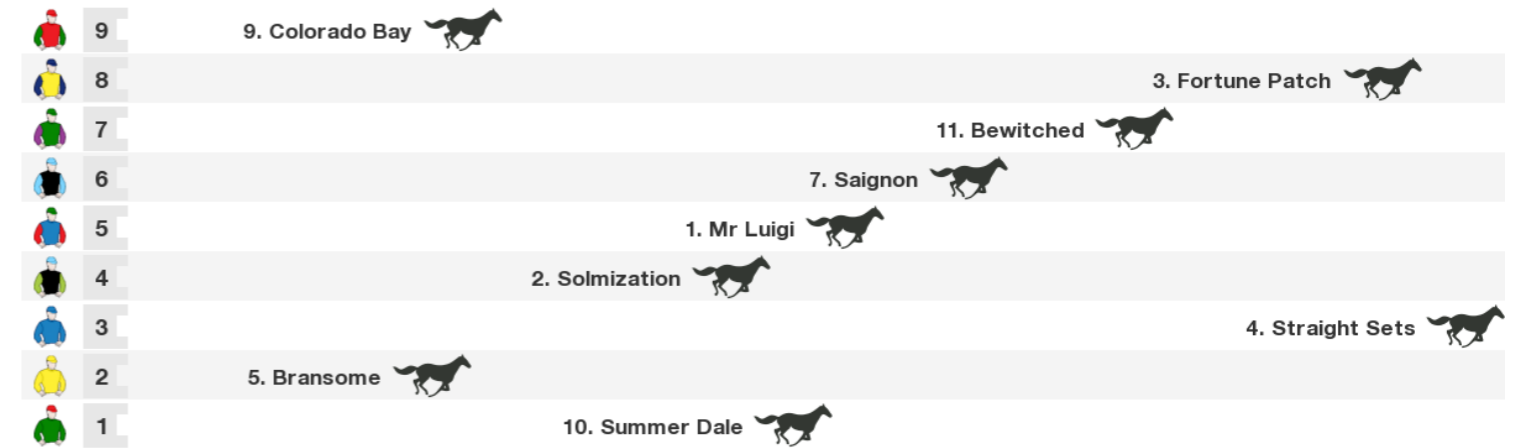 9 9. Colorado Bay
8 3. Fortune Patch
7 11. Bewitched
6 7. Saignon
5 1. Mr Luigi
4 2. Solmization
3 4. Straight Sets
2 5. Bransome
1 10. Summer Dale